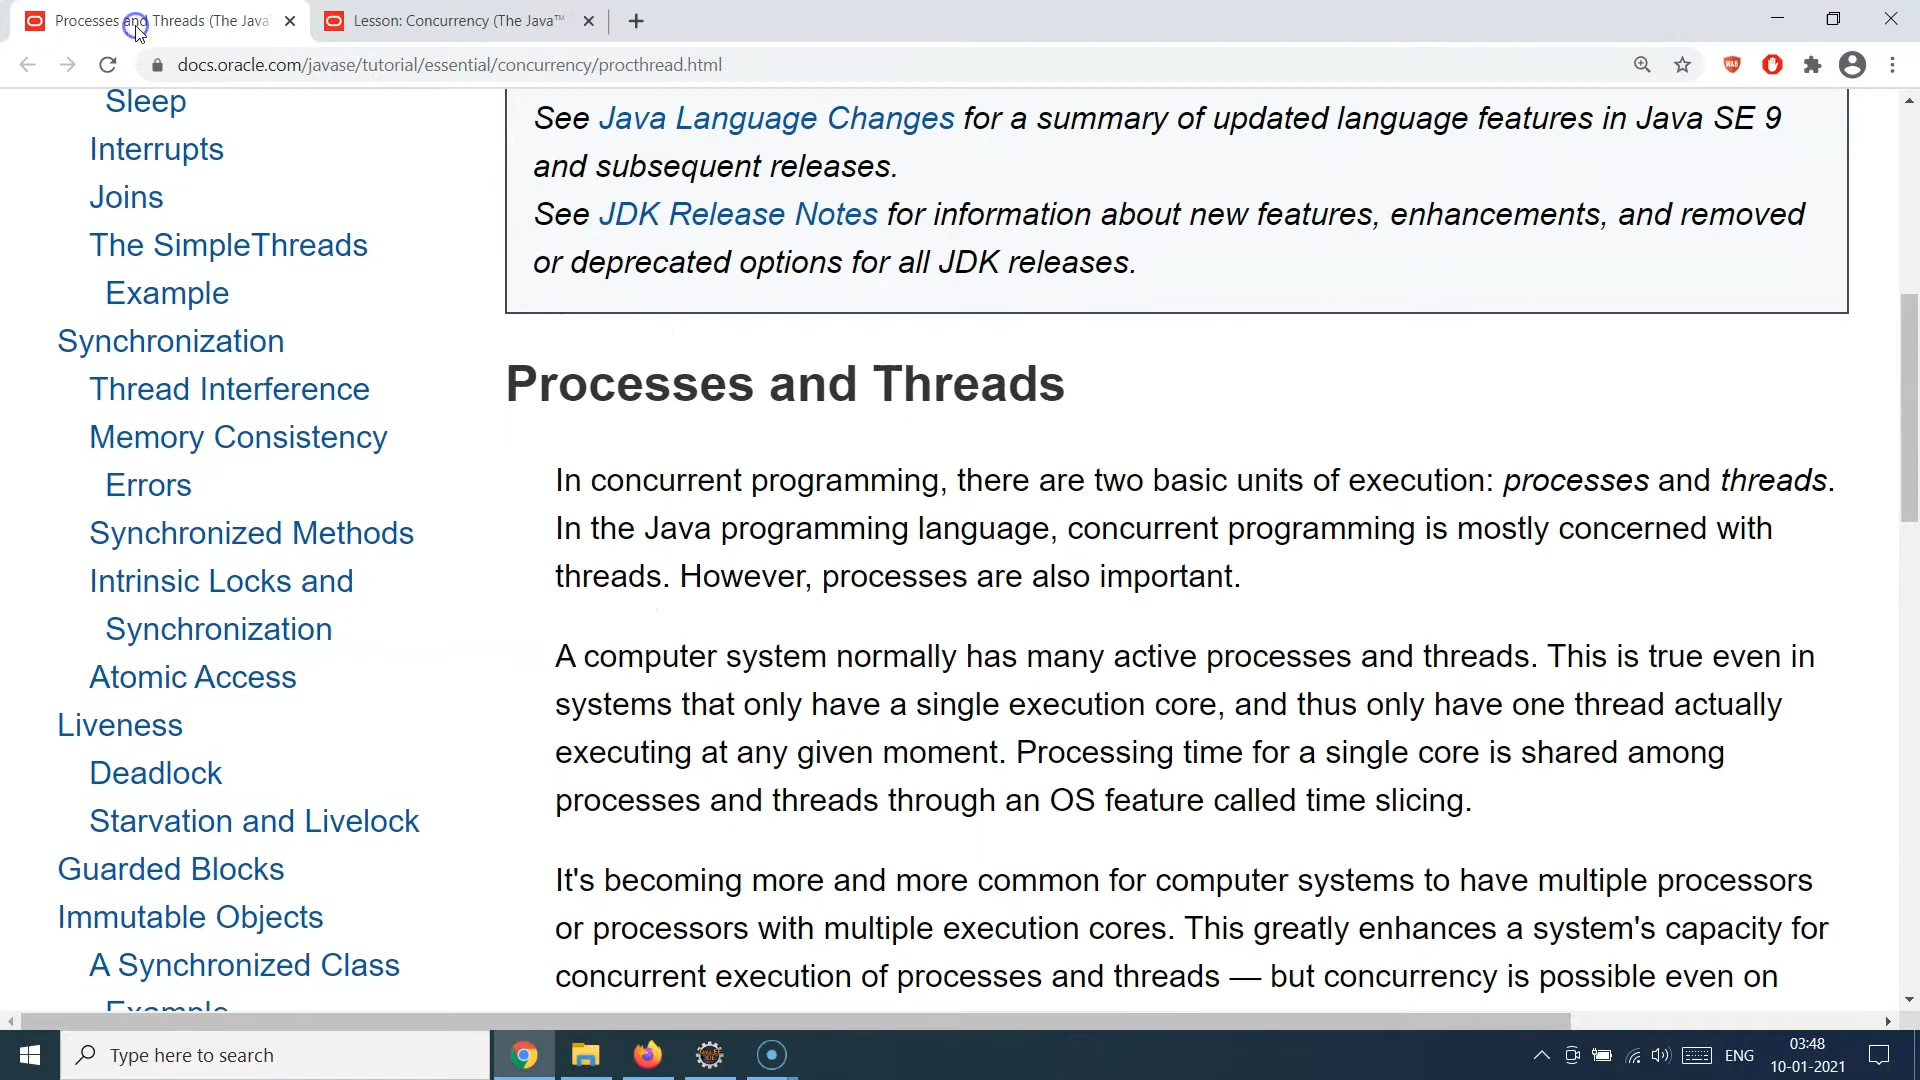 Processes and Threads (The Java
Lesson: Concurrency (The Java™
docs.oracle.com/javase/tutorial/essential/concurrency/procthread.html
Sleep
Interrupts
Joins
The SimpleThreads
Example
Synchronization
Thread Interference
Memory Consistency
Errors
Synchronized Methods
Intrinsic Locks and
Synchronization
Atomic Access
Liveness
Deadlock
Starvation and Livelock
Guarded Blocks
Immutable Objects
A Synchronized Class
Example
See Java Language Changes for a summary of updated language features in Java SE 9
and subsequent releases.
See JDK Release Notes for information about new features, enhancements, and removed
or deprecated options for all JDK releases.
Processes and Threads
In concurrent programming, there are two basic units of execution: processes and threads.
In the Java programming language, concurrent programming is mostly concerned with
threads. However, processes are also important.
A computer system normally has many active processes and threads. This is true even in
systems that only have a single execution core, and thus only have one thread actually
executing at any given moment. Processing time for a single core is shared among
processes and threads through an OS feature called time slicing.
It's becoming more and more common for computer systems to have multiple processors
or processors with multiple execution cores. This greatly enhances a system's capacity for
concurrent execution of processes and threads — but concurrency is possible even on
Type here to search
ENG
03:48
10-01-2021